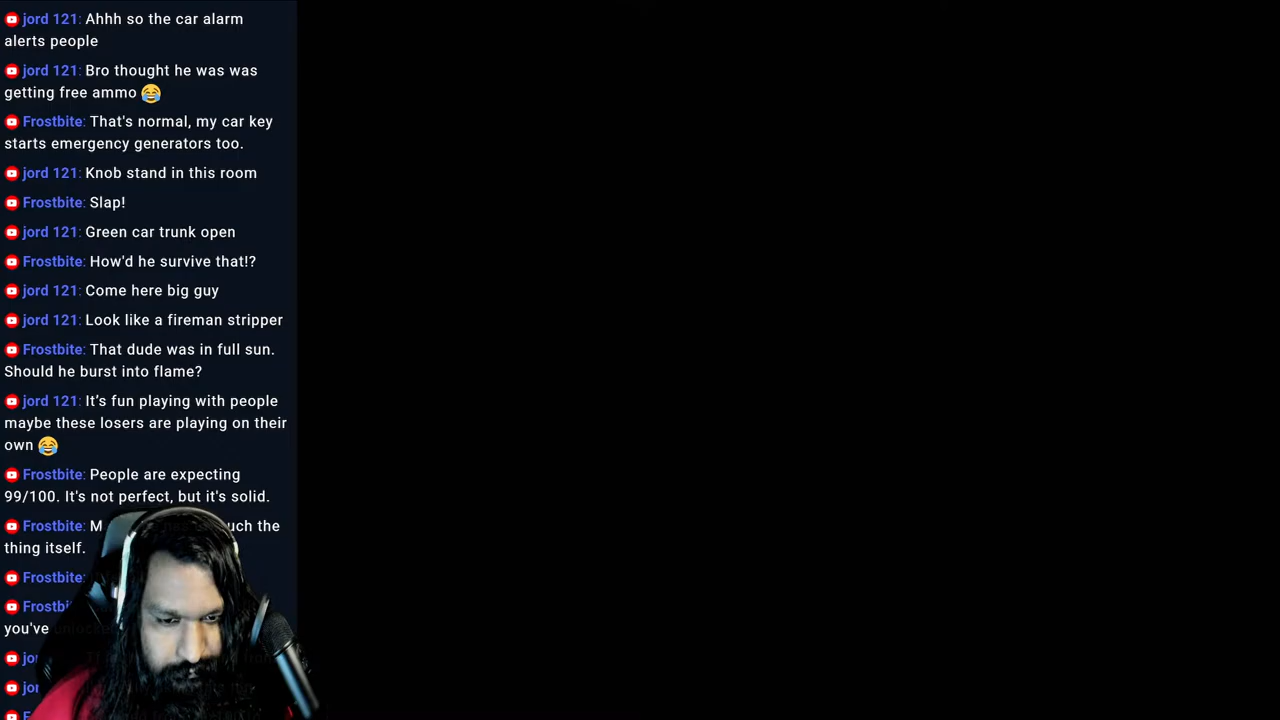 jord 121: Ahhh so the car alarm
alerts people
jord 121: Bro thought he was was
getting free ammo 😂
Frostbite: That's normal, my car key
starts emergency generators too.
jord 121: Knob stand in this room
Frostbite: Slap!
jord 121: Green car trunk open
Frostbite: How'd he survive that!?
jord 121: Come here big guy
jord 121: Look like a fireman stripper
Frostbite: That dude was in full sun.
Should he burst into flame?
jord 121: It's fun playing with people
maybe these losers are playing on their
own 😂
Frostbite: People are expecting
99/100. It's not perfect, but it's solid.
Frostbite: the
thing itself.
Frostbite:
you've